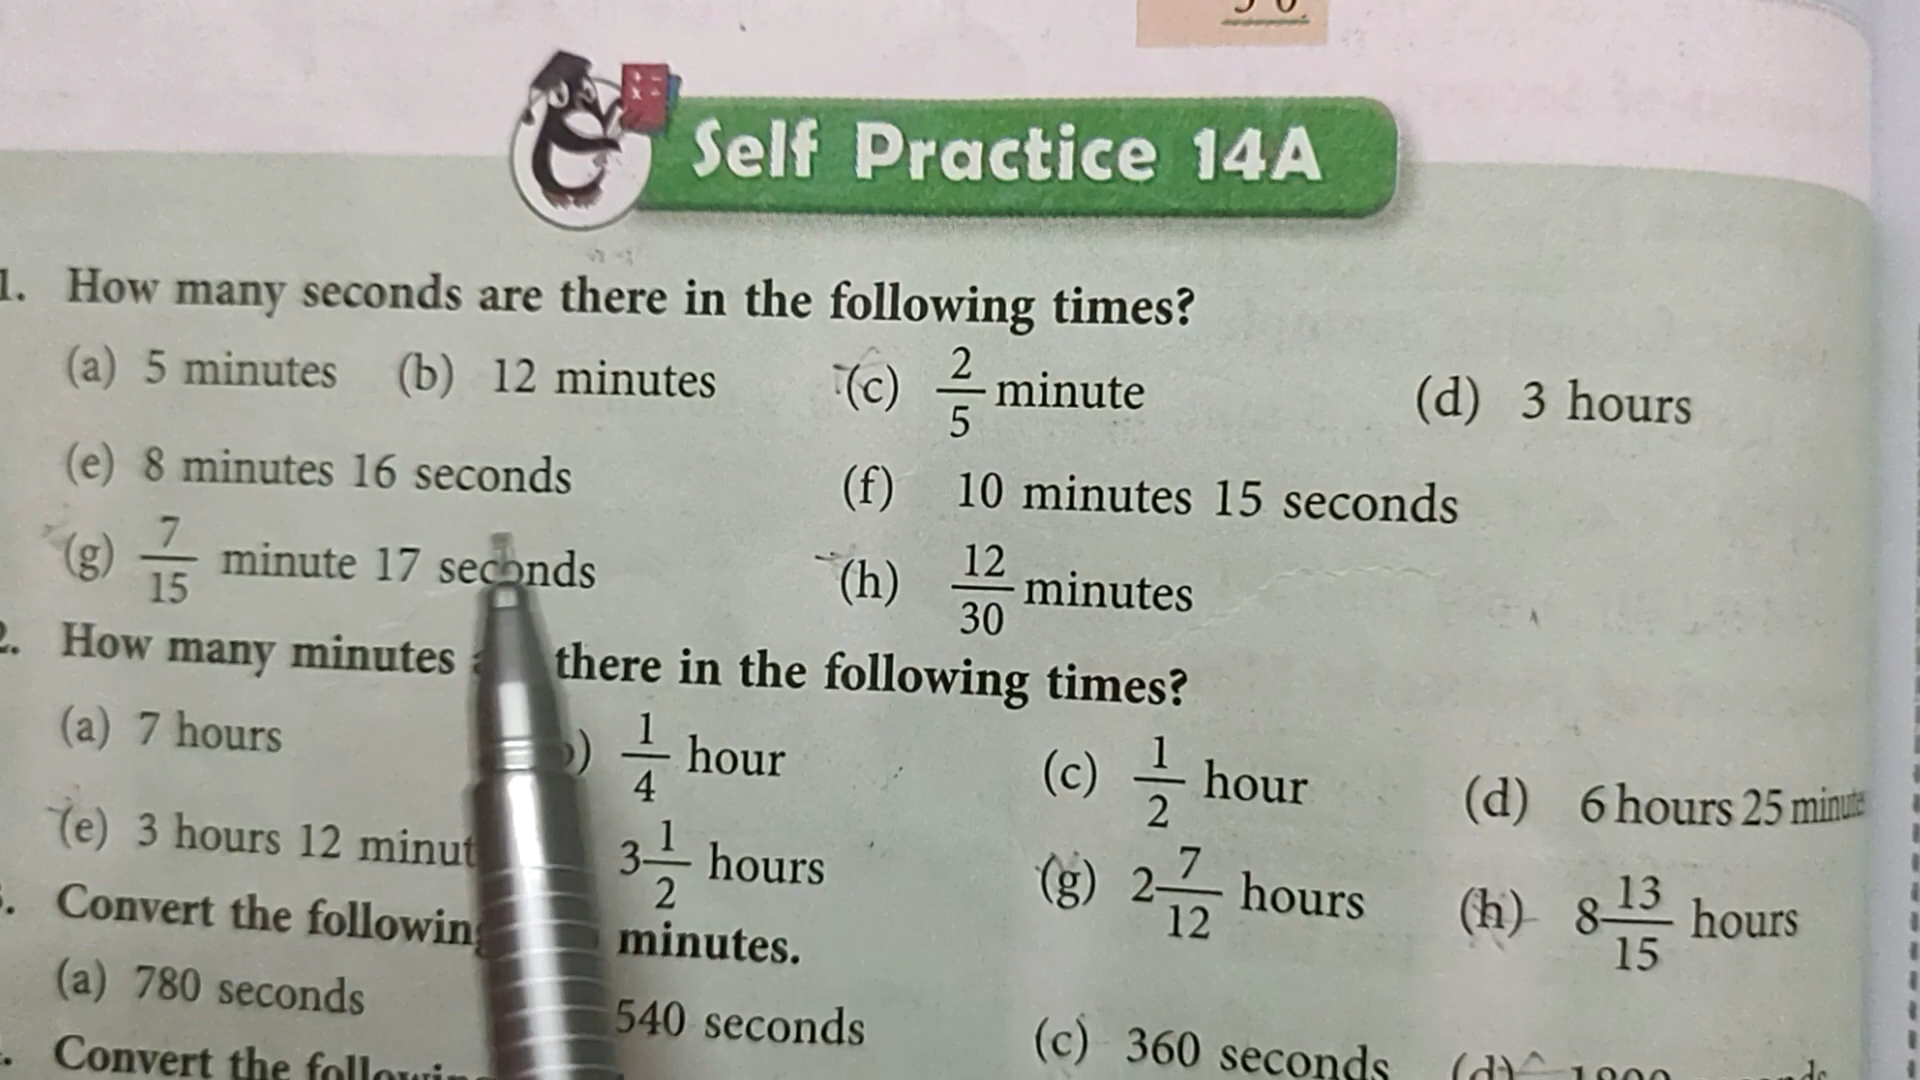 Self Practice 14A
1. How many seconds are there in the following times?
(a) 5 minutes (b) 12 minutes (c) 2/5 minute (d) 3 hours
(e) 8 minutes 16 seconds (f) 10 minutes 15 seconds
(g) 7/15 minute 17 seconds (h) 12/30 minutes
2. How many minutes there in the following times?
(a) 7 hours 1/4 hour (c) 1/2 hour (d) 6 hours 25 minute
(e) 3 hours 12 minut 3 1/2 hours (g) 2 7/12 hours (h) 8 13/15 hours
. Convert the following minutes.
(a) 780 seconds 540 seconds (c) 360 seconds (d)
. Convert the